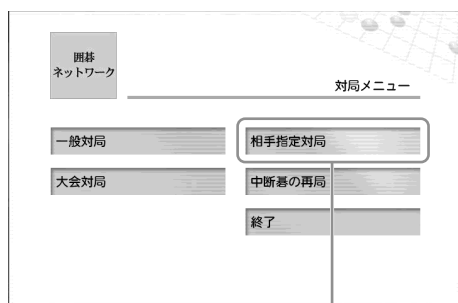 囲碁
ネットワーク
対局メニュー
一般対局
相手指定対局
大会対局
中断碁の再局
終了